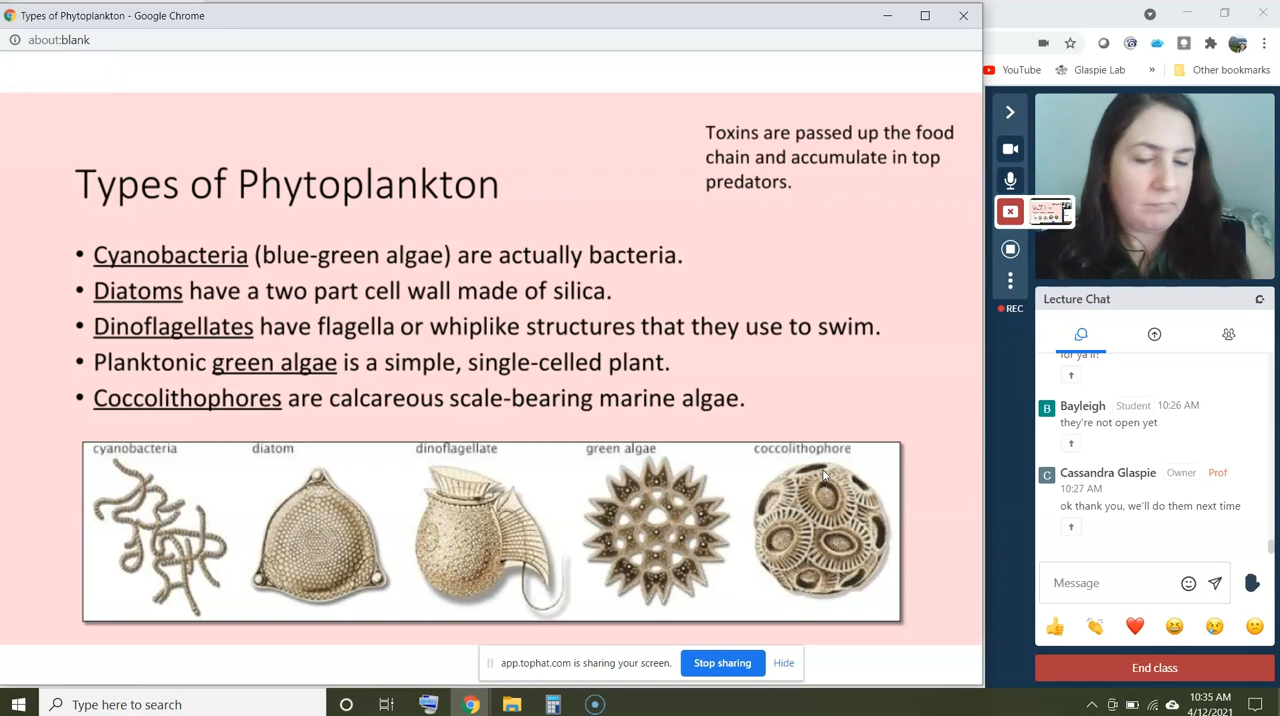 Types of Phytoplankton - Google Chrome
about:blank
YouTube
Glaspie Lab
»
Other bookmarks
Toxins are passed up the food
chain and accumulate in top
predators.
Types of Phytoplankton
• Cyanobacteria (blue-green algae) are actually bacteria.
• Diatoms have a two part cell wall made of silica.
• Dinoflagellates have flagella or whiplike structures that they use to swim.
• Planktonic green algae is a simple, single-celled plant.
• Coccolithophores are calcareous scale-bearing marine algae.
cyanobacteria diatom dinoflagellate green algae coccolithophore
REC
Lecture Chat
for ya'll?
B Bayleigh Student 10:26 AM
they're not open yet
C Cassandra Glaspie Owner Prof
10:27 AM
ok thank you, we'll do them next time
Message
End class
app.tophat.com is sharing your screen. Stop sharing Hide
Type here to search
10:35 AM
4/12/2021